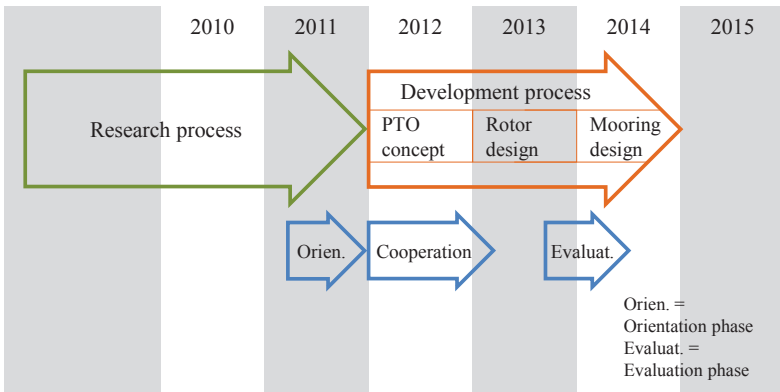 2010 2011 2012 2013 2014 2015
Development process
Research process
PTO concept
Rotor design
Mooring design
Orien.
Cooperation
Evaluat.
Orien. =
Orientation phase
Evaluat. =
Evaluation phase